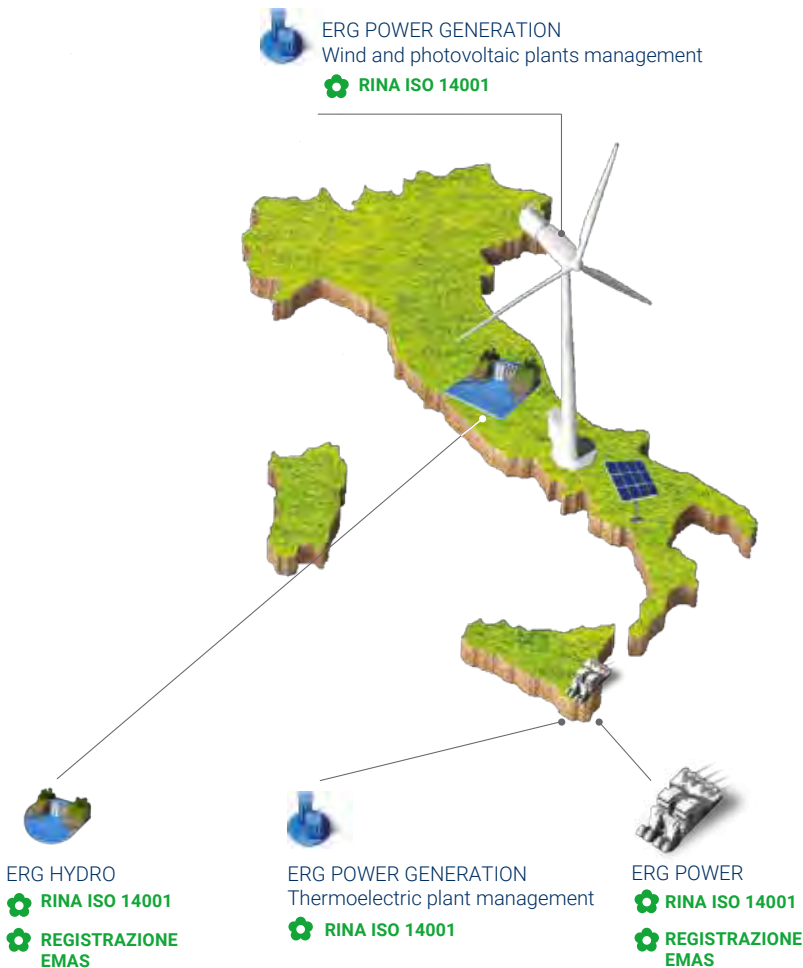 ERG POWER GENERATION
Wind and photovoltaic plants management
RINA ISO 14001
ERG HYDRO
RINA ISO 14001
REGISTRAZIONE
EMAS
ERG POWER GENERATION
Thermoelectric plant management
RINA ISO 14001
ERG POWER
RINA ISO 14001
REGISTRAZIONE
EMAS